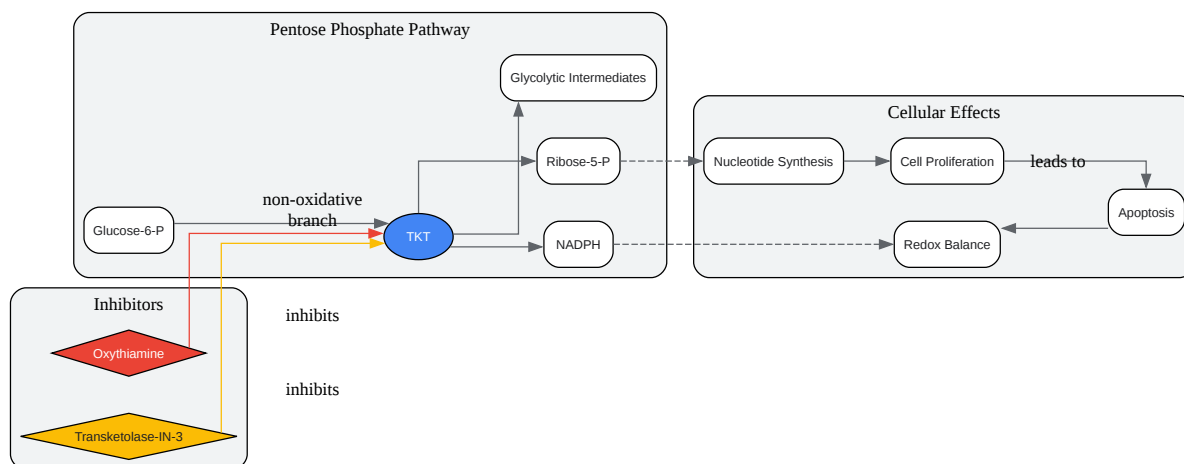 Pentose Phosphate Pathway
Glycolytic Intermediates
Cellular Effects
Ribose-5-P
Nucleotide Synthesis
Cell Proliferation
leads to
non-oxidative
branch
Glucose-6-P
TKT
NADPH
Redox Balance
Apoptosis
Inhibitors
inhibits
Oxythiamine
inhibits
Transketolase-IN-3